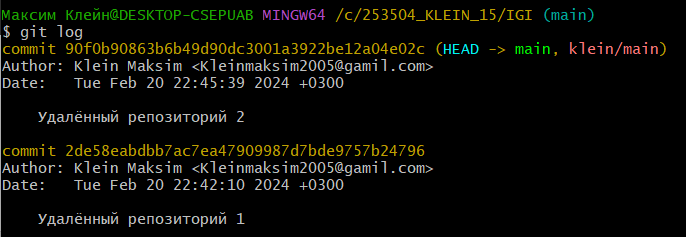 Максим Клейн@DESKTOP-CSEPUAB MINGW64 /c/253504_KLEIN_15/IGI (main)
$ git log
commit 90f0b90863b6b49d90dc3001a3922be12a04e02c (HEAD -> main, klein/main)
Author: Klein Maksim <Kleinmaksim2005@gamil.com>
Date:   Tue Feb 20 22:45:39 2024 +0300
    Удалённый репозиторий 2
commit 2de58eabdbb7ac7ea47909987d7bde9757b24796
Author: Klein Maksim <Kleinmaksim2005@gamil.com>
Date:   Tue Feb 20 22:42:10 2024 +0300
    Удалённый репозиторий 1